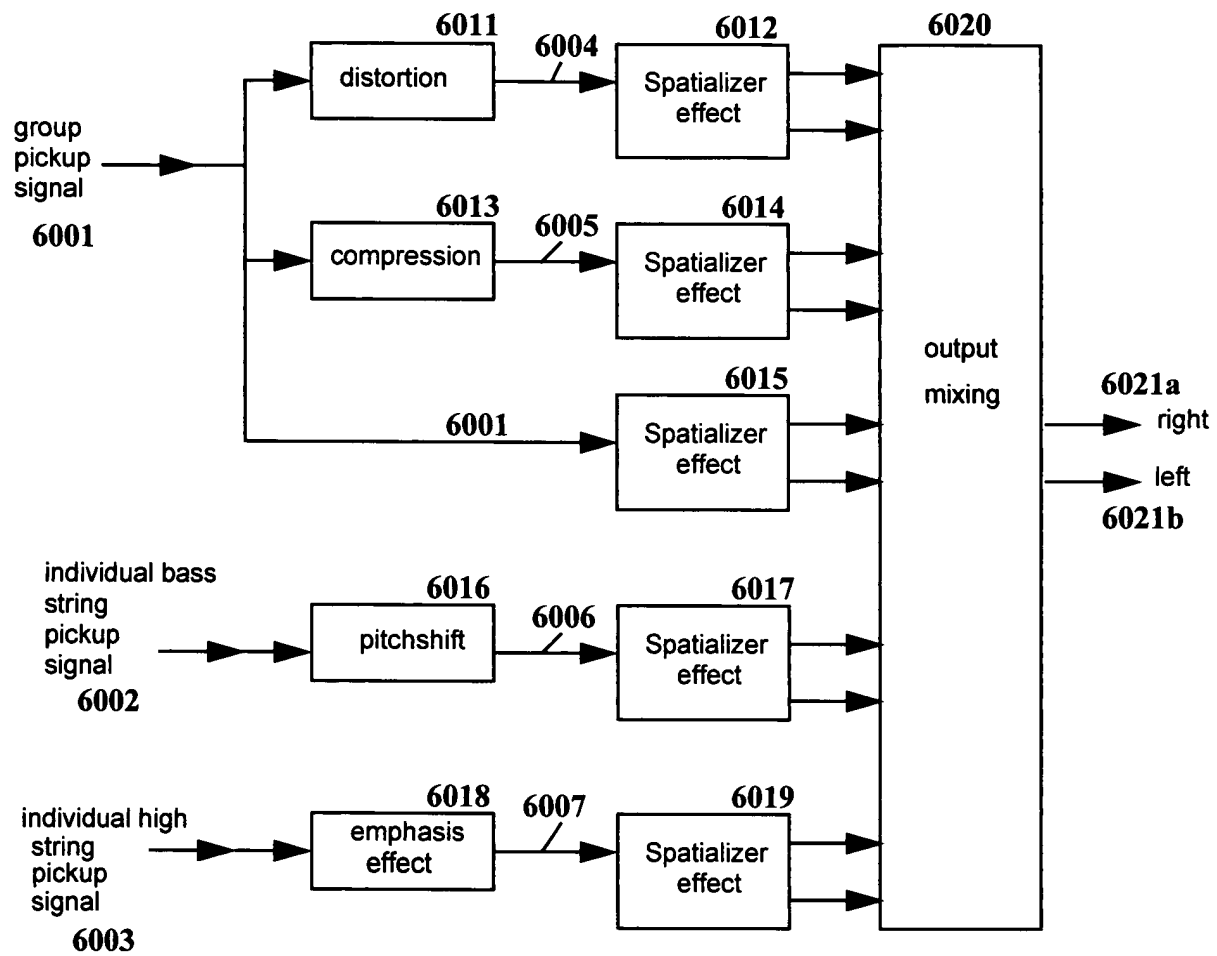 6011
6004
6012
6020
distortion
Spatializer
effect
group
pickup
signal
6001
6013
6005
6014
compression
Spatializer
effect
output
mixing
6015
6001
Spatializer
effect
6021a
right
left
6021b
individual bass
string
pickup
signal
6002
6016
6006
6017
pitchshift
Spatializer
effect
individual high
string
pickup
signal
6003
6018
6007
6019
emphasis
effect
Spatializer
effect